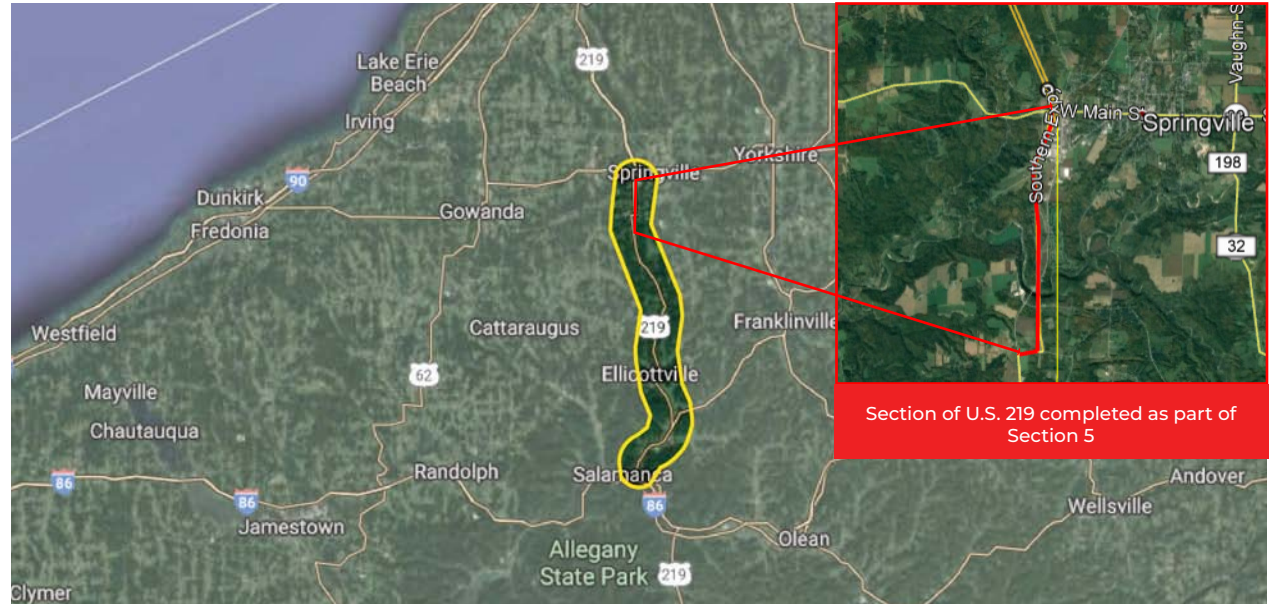 Lake Erie
Beach
219
Irving
Springville
Yorkshire
90
Dunkirk
Gowanda
Fredonia
Westfield
Cattaraugus
219
Franklinville
Mayville
62
Ellicottville
Chautauqua
Randolph
Salamanca
Andover
86
86
86
Wellsville
Jamestown
Olean
Allegany
State Park
219
Clymer
Vaughn S
W Main St
Springville
Southern Exp
198
32
Section of U.S. 219 completed as part of
Section 5